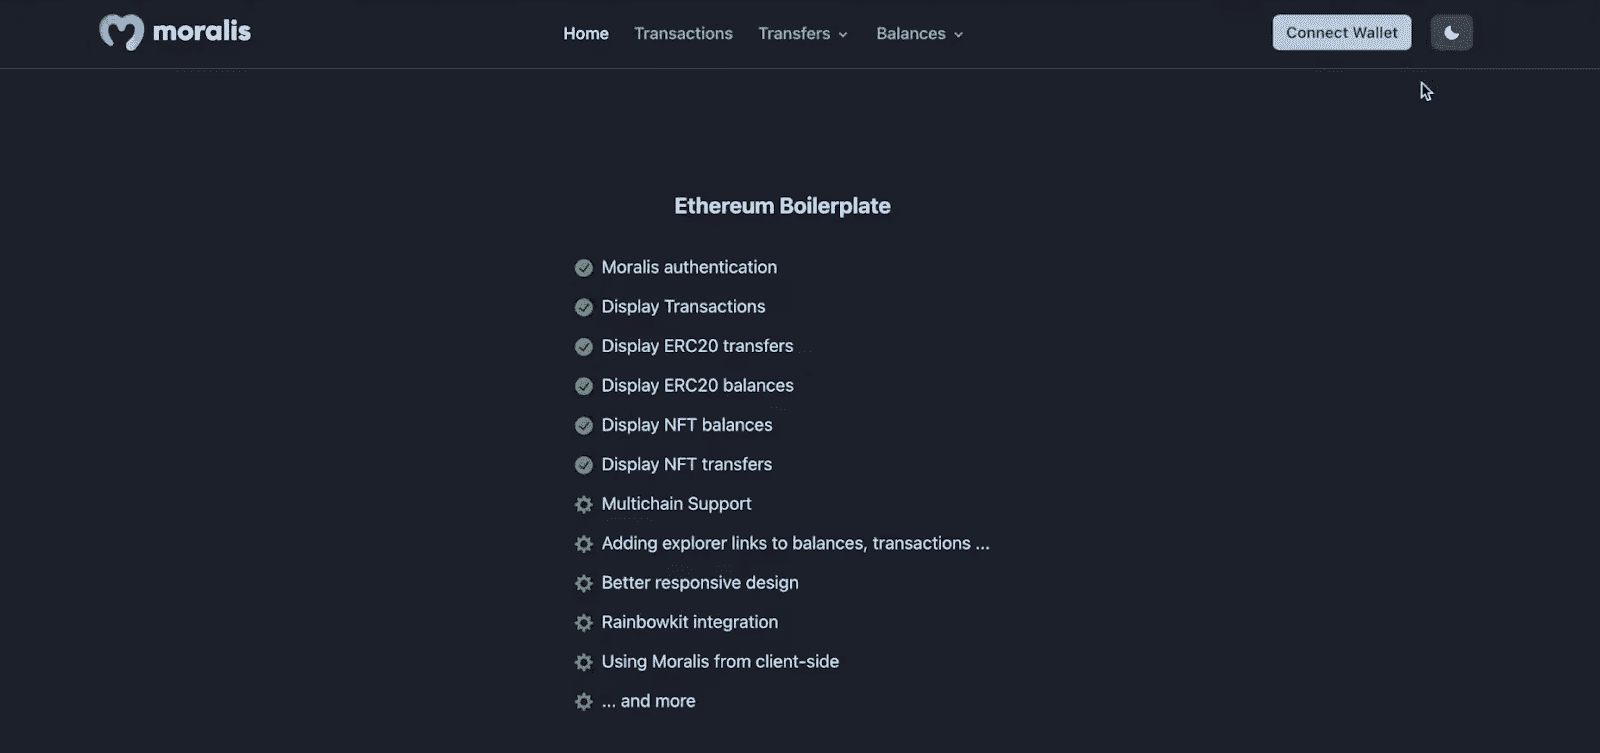 moralis
Home Transactions Transfers Balances
Connect Wallet
Ethereum Boilerplate
Moralis authentication
Display Transactions
Display ERC20 transfers
Display ERC20 balances
Display NFT balances
Display NFT transfers
Multichain Support
Adding explorer links to balances, transactions ...
Better responsive design
Rainbowkit integration
Using Moralis from client-side
... and more